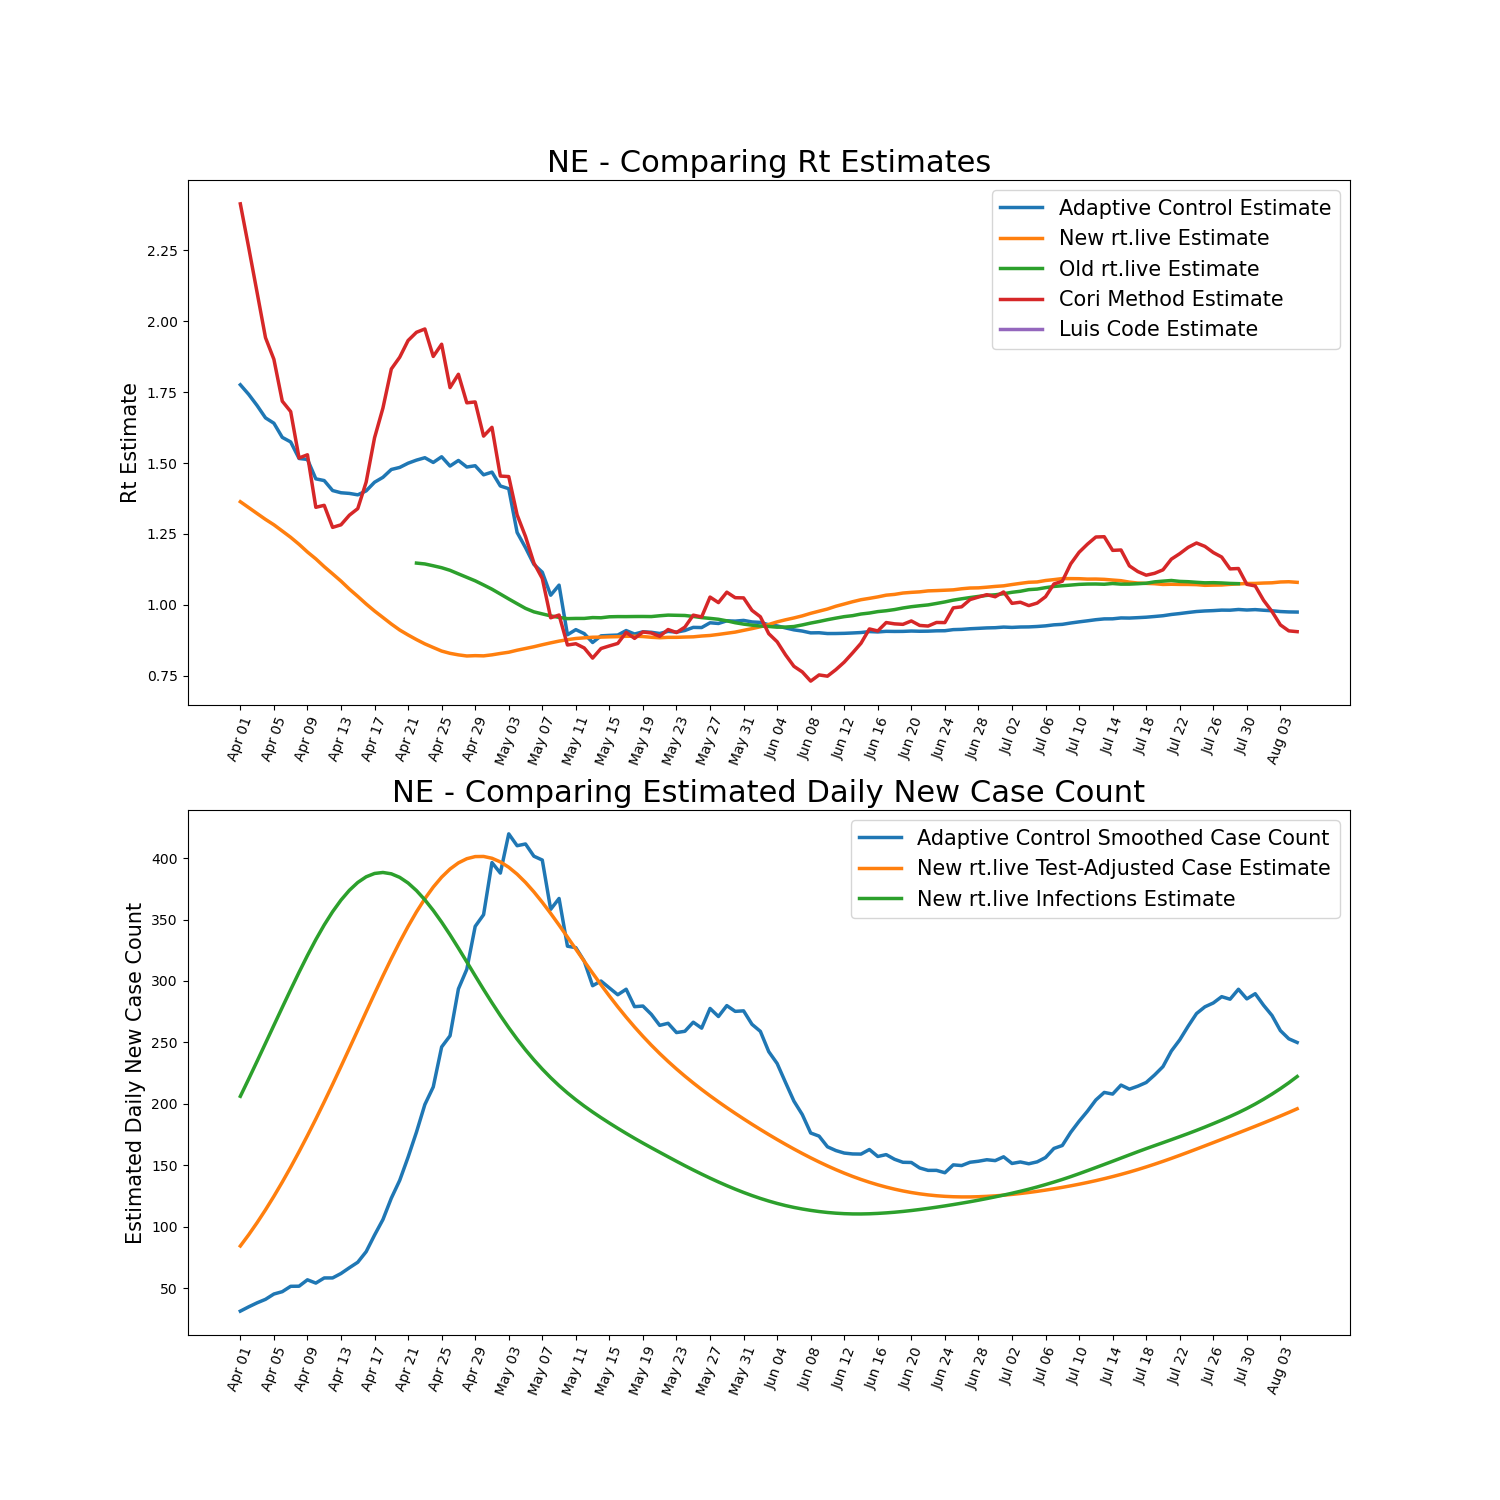 NE - Comparing Rt Estimates
Adaptive Control Estimate
New rt.live Estimate
Old rt.live Estimate
Cori Method Estimate
Luis Code Estimate
Rt Estimate
2.25
2.00
1.75
1.50
1.25
1.00
0.75
Apr 01
Apr 05
Apr 09
Apr 13
Apr 17
Apr 21
Apr 25
Apr 29
May 03
May 07
May 11
May 15
May 19
May 23
May 27
May 31
Jun 04
Jun 08
Jun 12
Jun 16
Jun 20
Jun 24
Jun 28
Jul 02
Jul 06
Jul 10
Jul 14
Jul 18
Jul 22
Jul 26
Jul 30
Aug 03
NE - Comparing Estimated Daily New Case Count
Adaptive Control Smoothed Case Count
New rt.live Test-Adjusted Case Estimate
New rt.live Infections Estimate
Estimated Daily New Case Count
400
350
300
250
200
150
100
50
Apr 01
Apr 05
Apr 09
Apr 13
Apr 17
Apr 21
Apr 25
Apr 29
May 03
May 07
May 11
May 15
May 19
May 23
May 27
May 31
Jun 04
Jun 08
Jun 12
Jun 16
Jun 20
Jun 24
Jun 28
Jul 02
Jul 06
Jul 10
Jul 14
Jul 18
Jul 22
Jul 26
Jul 30
Aug 03